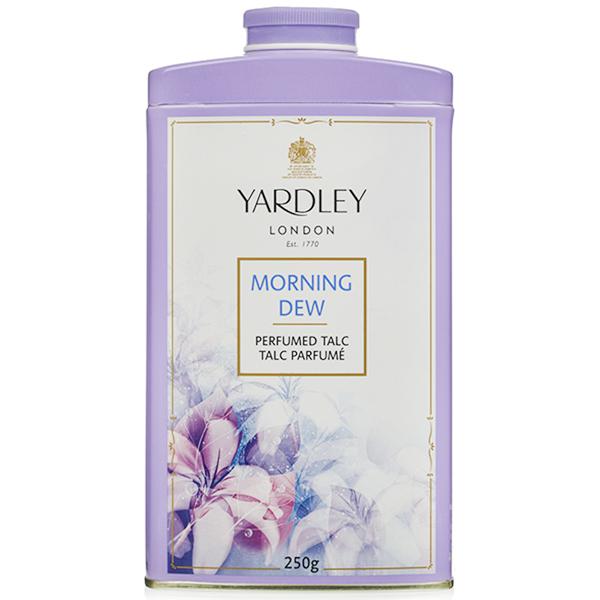 YARDLEY
LONDON
Est. 1770
MORNING
DEW
PERFUMED TALC
TALC PARFUMÉ
250g